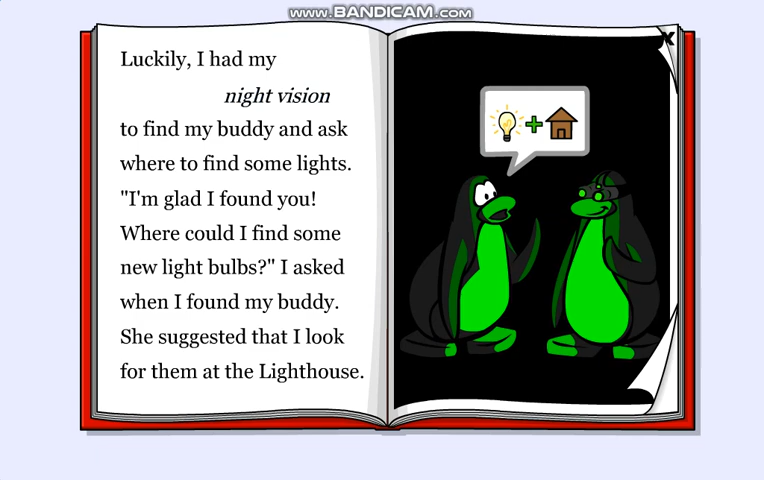 www.BANDICAM.com
Luckily, I had my
night vision
to find my buddy and ask
where to find some lights.
"I'm glad I found you!
Where could I find some
new light bulbs?" I asked
when I found my buddy.
She suggested that I look
for them at the Lighthouse.
X